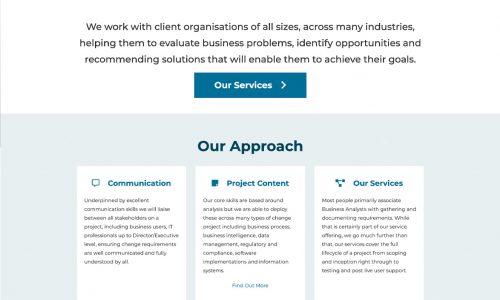 We work with client organisations of all sizes, across many industries,
helping them to evaluate business problems, identify opportunities and
recommending solutions that will enable them to achieve their goals.
Our Services
Our Approach
Communication
Underpinned by excellent
communication skills we will liaise
between all stakeholders on a
project, including business users, IT
professionals up to Director/Executive
level, ensuring change requirements
are well communicated and fully
understood by all.
Project Content
Our core skills are based around
analysis but we are able to deploy
these across many types of change
project including business process,
business intelligence, data
management, regulatory and
compliance, software
implementations and information
systems.
Find Out More
Our Services
Most people primarily associate
Business Analysts with gathering and
documenting requirements. While
that is certainly part of our service
offering, we go much further than
that, our services cover the full
lifecycle of a project from scoping
and inception right through to
testing and post live user support.